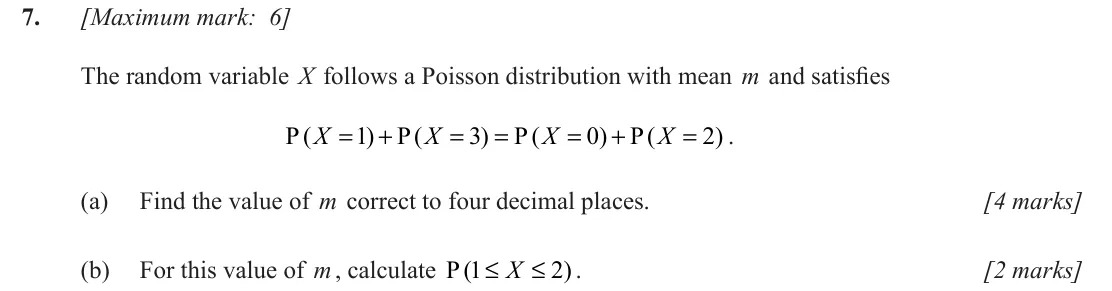 7. [Maximum mark: 6]
The random variable X follows a Poisson distribution with mean m and satisfies
P(X = 1) + P(X = 3) = P(X = 0) + P(X = 2).
(a) Find the value of m correct to four decimal places. [4 marks]
(b) For this value of m, calculate P(1 ≤ X ≤ 2). [2 marks]